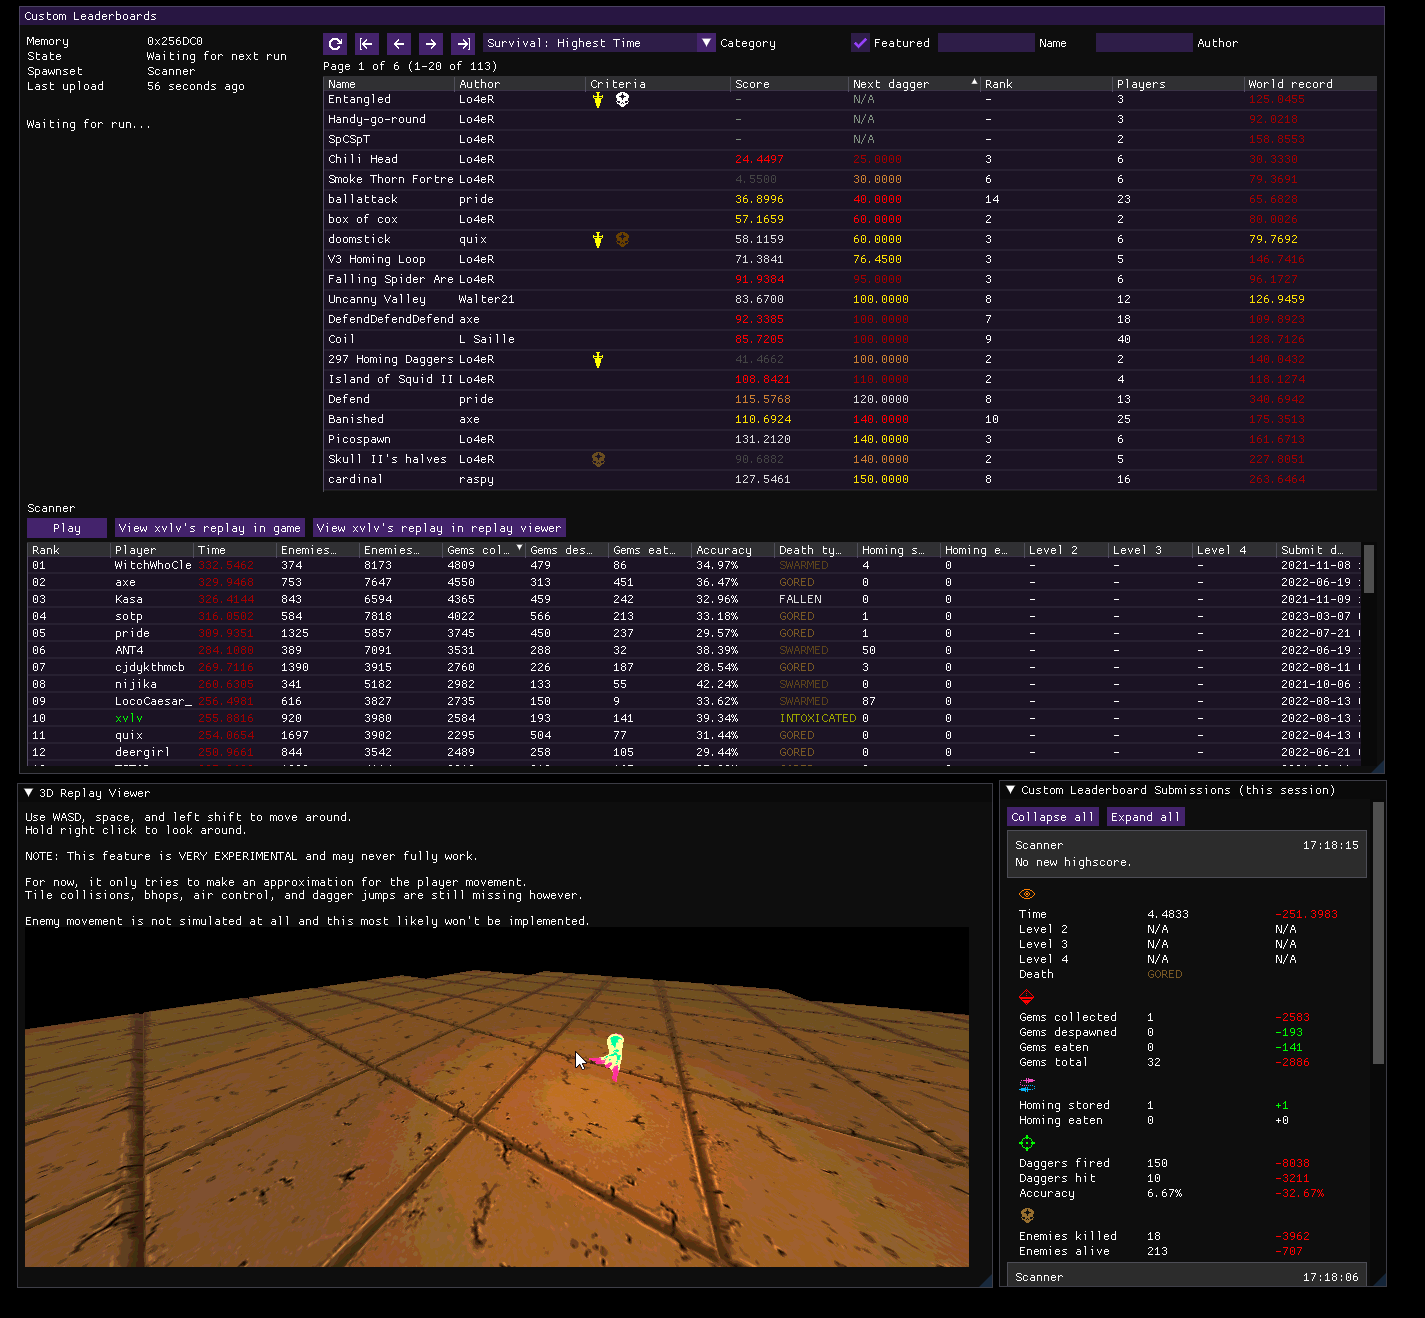 Custom Leaderboards
Memory 0x256DC0
State Waiting for next run
Spawnset Scanner
Last upload 56 seconds ago
Waiting for run...
Survival: Highest Time Category Featured Name Author
Page 1 of 6 (1-20 of 113)
Name Author Criteria Score Next dagger Rank Players World record
Entangled Lo4eR - N/A - 3 125.8455
Handy-go-round Lo4eR - N/A - 3 92.0218
SpCSpT Lo4eR - N/A - 2 158.8553
Chili Head Lo4eR 24.4497 25.0000 3 6 30.3330
Smoke Thorn Fortre Lo4eR 4.5500 30.0000 6 6 79.3691
ballattack pride 36.8996 40.0000 14 23 65.6828
box of cox Lo4eR 57.1659 60.0000 2 2 80.0026
doomstick quix 58.1159 60.0000 3 6 79.7692
V3 Homing Loop Lo4eR 71.3841 76.4500 3 5 146.7416
Falling Spider Are Lo4eR 91.9384 95.0000 3 6 96.1727
Uncanny Valley Walter21 83.6700 100.0000 8 12 126.9459
DefendDefendDefend axe 92.3385 100.0000 7 18 109.8923
Coil L Saille 85.7205 100.0000 9 40 128.7126
297 Homing Daggers Lo4eR 41.4662 100.0000 2 2 140.0432
Island of Squid II Lo4eR 108.8421 110.0000 2 4 118.1274
Defend pride 115.5768 120.0000 8 13 340.6942
Banished axe 110.6924 140.0000 10 25 175.3513
Picospawn Lo4eR 131.2120 140.0000 3 6 161.6713
Skull II's halves Lo4eR 90.6882 140.0000 2 5 227.8051
cardinal raspy 127.5461 150.0000 8 16 263.6464
Scanner
Play View xvlv's replay in game View xvlv's replay in replay viewer
Rank Player Time Enemies… Enemies… Gems col… Gems des… Gems eat… Accuracy Death ty… Homing s… Homing e… Level 2 Level 3 Level 4 Submit d…
01 WitchWhoCle 332.5462 374 8173 4809 479 86 34.97% SWARMED 4 0 - - - 2021-11-08
02 axe 329.9460 753 7647 4550 313 451 36.47% GORED 0 0 - - - 2022-06-19
03 Kasa 326.4144 843 6594 4365 459 242 32.96% FALLEN 0 0 - - - 2021-11-09
04 sotp 316.0502 584 7818 4022 566 213 33.18% GORED 1 0 - - - 2023-03-07
05 pride 309.9351 1325 5857 3745 450 237 29.57% GORED 1 0 - - - 2022-07-21
06 ANT4 284.1080 389 7091 3531 288 32 38.39% SWARMED 50 0 - - - 2022-06-19
07 cjdykthmcb 269.7116 1390 3915 2760 226 187 28.54% GORED 3 0 - - - 2022-08-11
08 nijika 260.6305 341 5182 2982 133 55 42.24% SWARMED 0 0 - - - 2021-10-06
09 LocoCaesar_ 256.4981 616 3827 2735 150 9 33.62% SWARMED 87 0 - - - 2022-08-13
10 xvlv 255.8816 920 3980 2584 193 141 39.34% INTOXICATED 0 0 - - - 2022-08-13
11 quix 254.8654 1697 3902 2295 504 77 31.44% GORED 0 0 - - - 2022-04-13
12 deergirl 250.9661 844 3542 2489 258 105 29.44% GORED 0 0 - - - 2022-06-21
3D Replay Viewer
Use WASD, space, and left shift to move around.
Hold right click to look around.
NOTE: This feature is VERY EXPERIMENTAL and may never fully work.
For now, it only tries to make an approximation for the player movement.
Tile collisions, bhops, air control, and dagger jumps are still missing however.
Enemy movement is not simulated at all and this most likely won't be implemented.
Custom Leaderboard Submissions (this session)
Collapse all Expand all
Scanner 17:18:15
No new highscore.
Time 4.4833 -251.3983
Level 2 N/A N/A
Level 3 N/A N/A
Level 4 N/A N/A
Death GORED
Gems collected 1 -2583
Gems despawned 0 -193
Gems eaten 0 -141
Gems total 32 -2886
Homing stored 1 +1
Homing eaten 0 +0
Daggers fired 150 -8038
Daggers hit 10 -3211
Accuracy 6.67% -32.67%
Enemies killed 18 -3962
Enemies alive 213 -707
Scanner 17:18:06